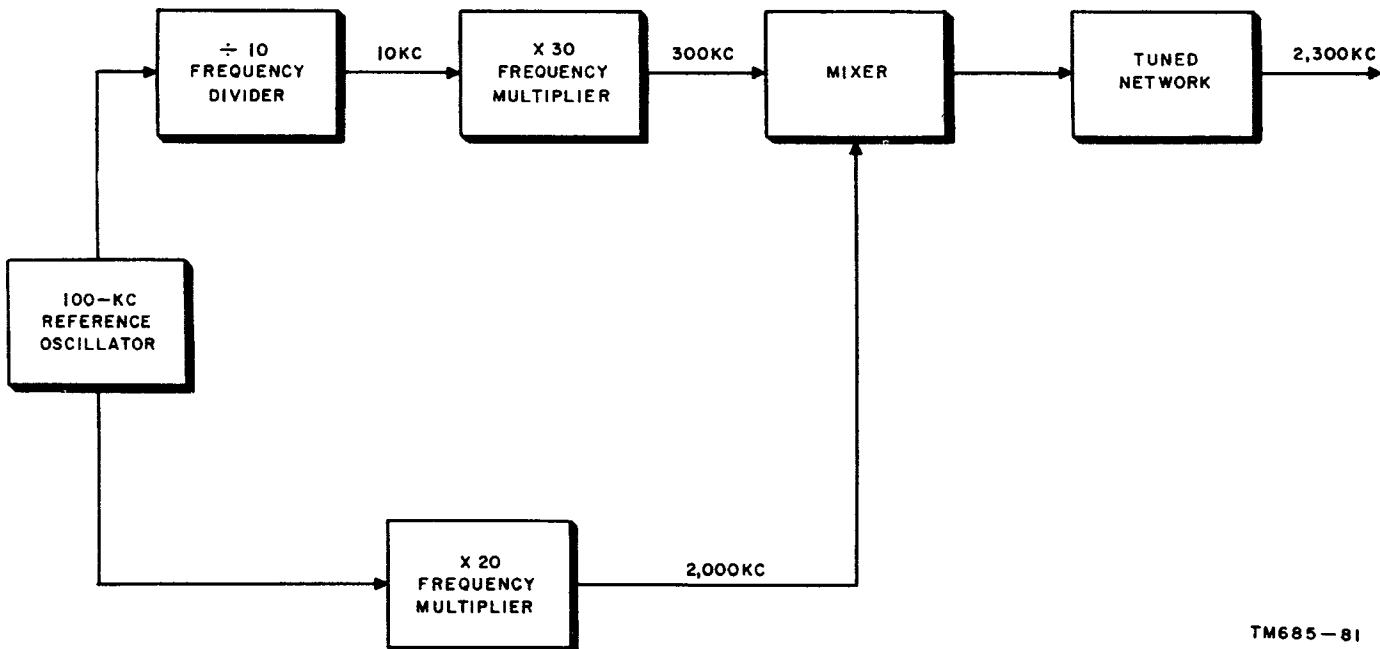 ÷ 10
FREQUENCY
DIVIDER
10KC
X 30
FREQUENCY
MULTIPLIER
300KC
MIXER
TUNED
NETWORK
2,300KC
100-KC
REFERENCE
OSCILLATOR
X 20
FREQUENCY
MULTIPLIER
2,000KC
TM685-81